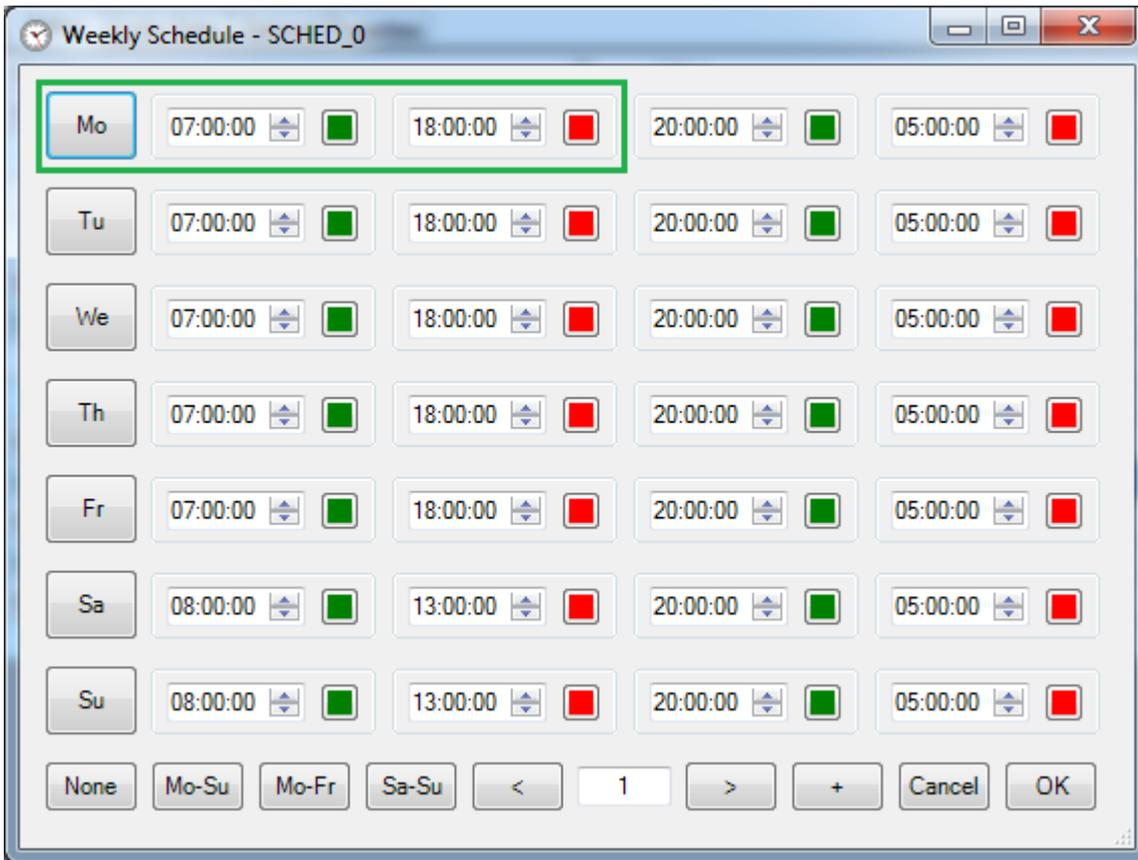 Weekly Schedule - SCHED_0
Mo 07:00:00 18:00:00 20:00:00 05:00:00
Tu 07:00:00 18:00:00 20:00:00 05:00:00
We 07:00:00 18:00:00 20:00:00 05:00:00
Th 07:00:00 18:00:00 20:00:00 05:00:00
Fr 07:00:00 18:00:00 20:00:00 05:00:00
Sa 08:00:00 13:00:00 20:00:00 05:00:00
Su 08:00:00 13:00:00 20:00:00 05:00:00
None Mo-Su Mo-Fr Sa-Su < 1 > + Cancel OK